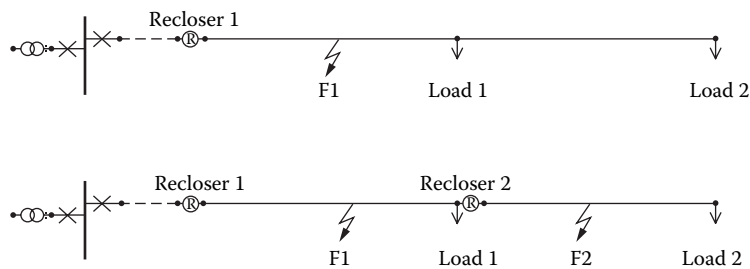 Recloser 1
R
F1 Load 1 Load 2
Recloser 1 Recloser 2
R R
F1 Load 1 F2 Load 2